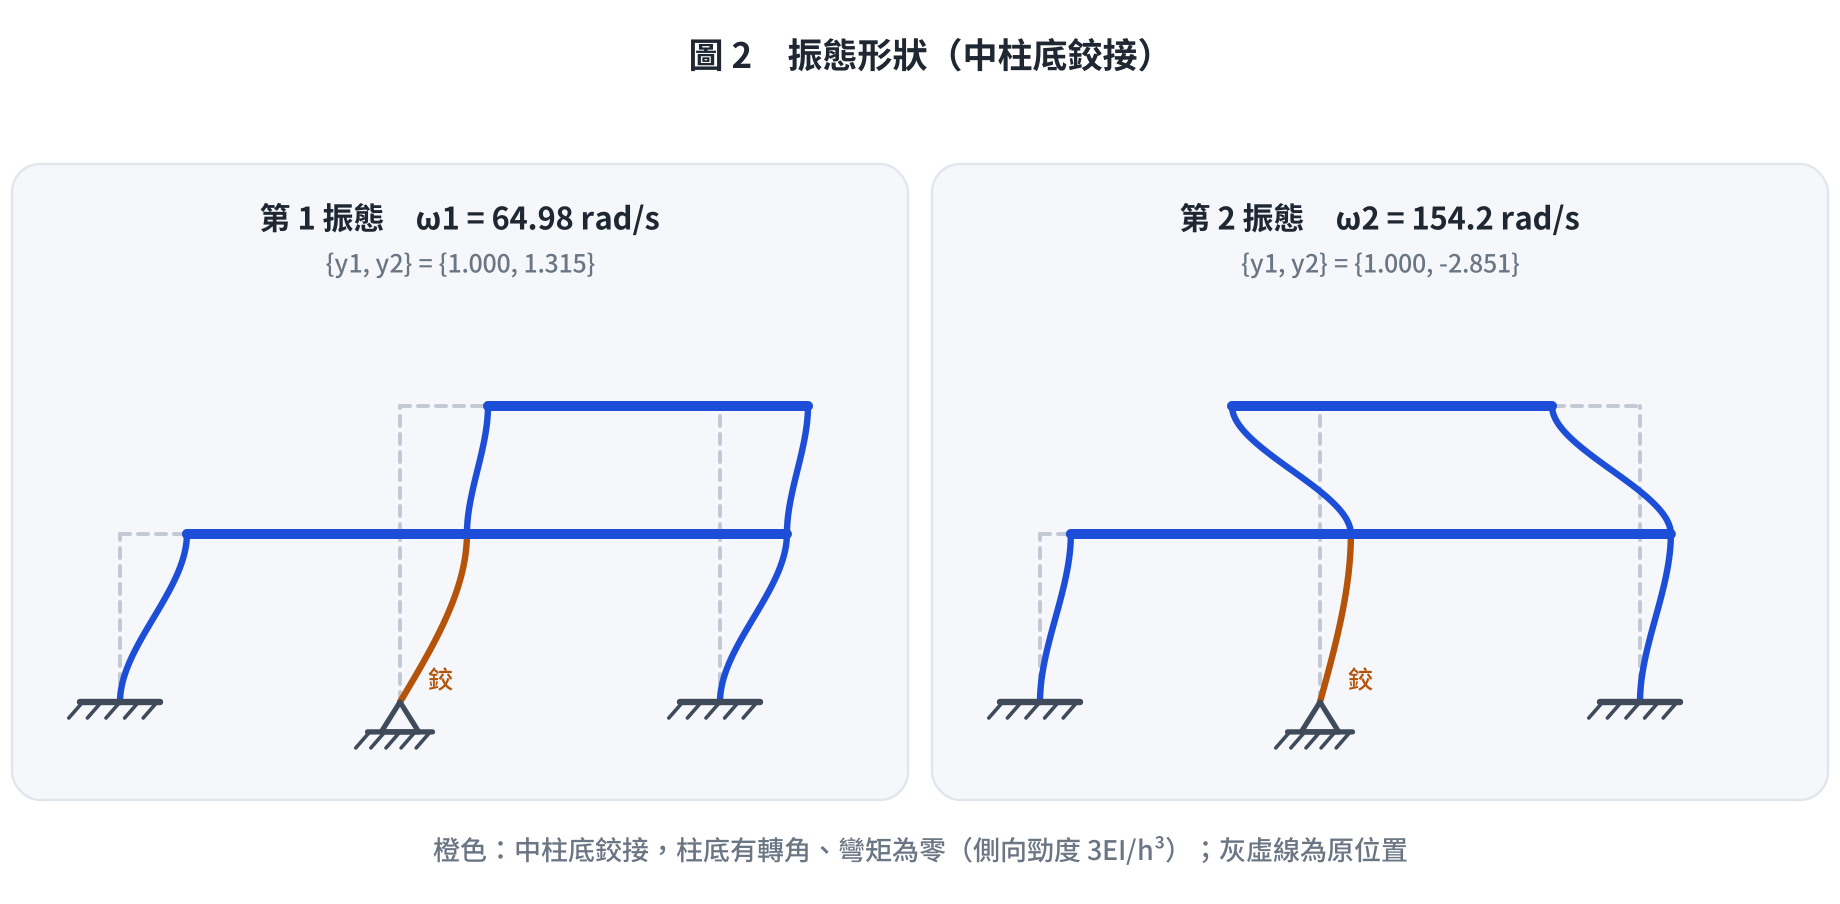 圖 2　振態形狀（中柱底鉸接）
第 1 振態　ω1 = 64.98 rad/s
{y1, y2} = {1.000, 1.315}
鉸
第 2 振態　ω2 = 154.2 rad/s
{y1, y2} = {1.000, -2.851}
鉸
橙色：中柱底鉸接，柱底有轉角、彎矩為零（側向勁度 3EI/h³）；灰虛線為原位置